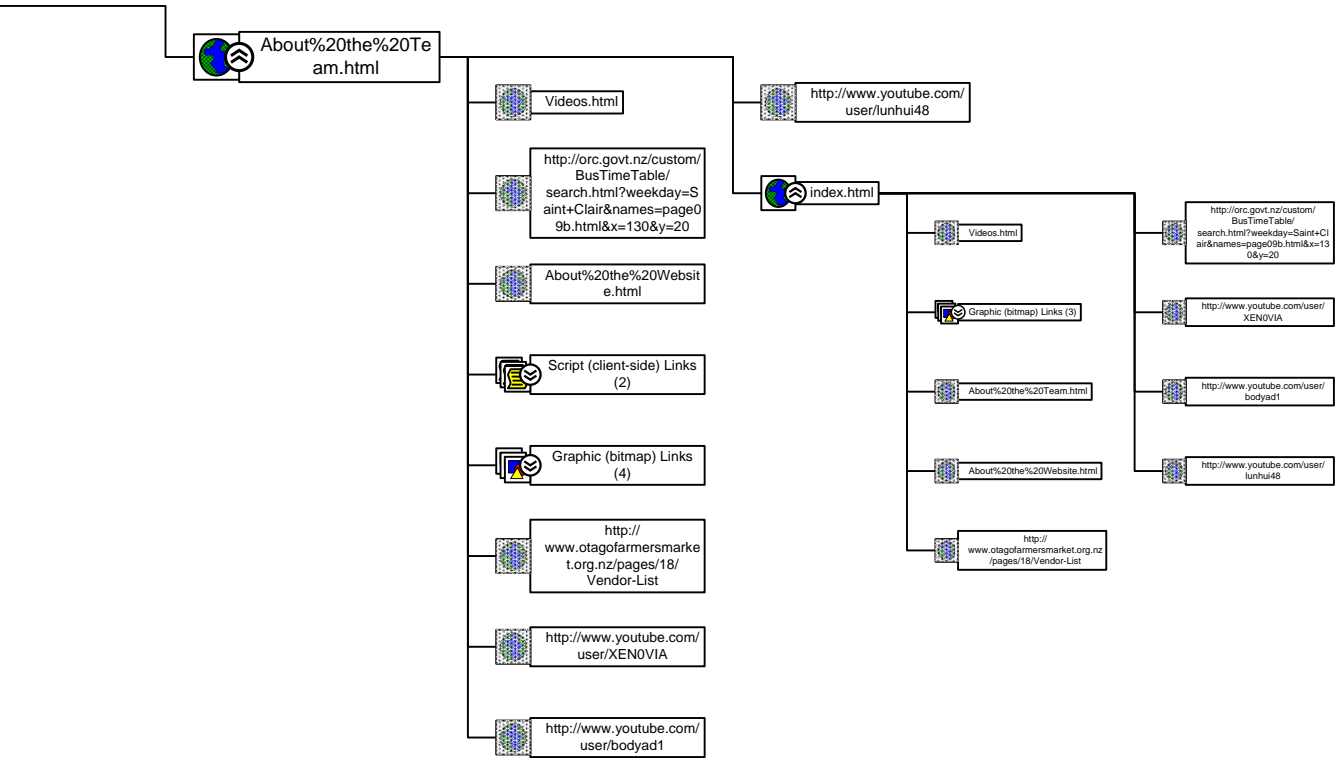 About%20the%20Te
am.html
Videos.html
http://orc.govt.nz/custom/
BusTimeTable/
search.html?weekday=S
aint+Clair&names=page0
9b.html&x=130&y=20
About%20the%20Websit
e.html
Script (client-side) Links
(2)
Graphic (bitmap) Links
(4)
http://
www.otagofarmersmarke
t.org.nz/pages/18/
Vendor-List
http://www.youtube.com/
user/XEN0VIA
http://www.youtube.com/
user/bodyad1
http://www.youtube.com/
user/lunhui48
index.html
Videos.html
Graphic (bitmap) Links (3)
About%20the%20Team.html
About%20the%20Website.html
http://
www.otagofarmersmarket.org.nz
/pages/18/Vendor-List
http://orc.govt.nz/custom/
BusTimeTable/
search.html?weekday=Saint+Cl
air&names=page09b.html&x=13
0&y=20
http://www.youtube.com/user/
XEN0VIA
http://www.youtube.com/user/
bodyad1
http://www.youtube.com/user/
lunhui48